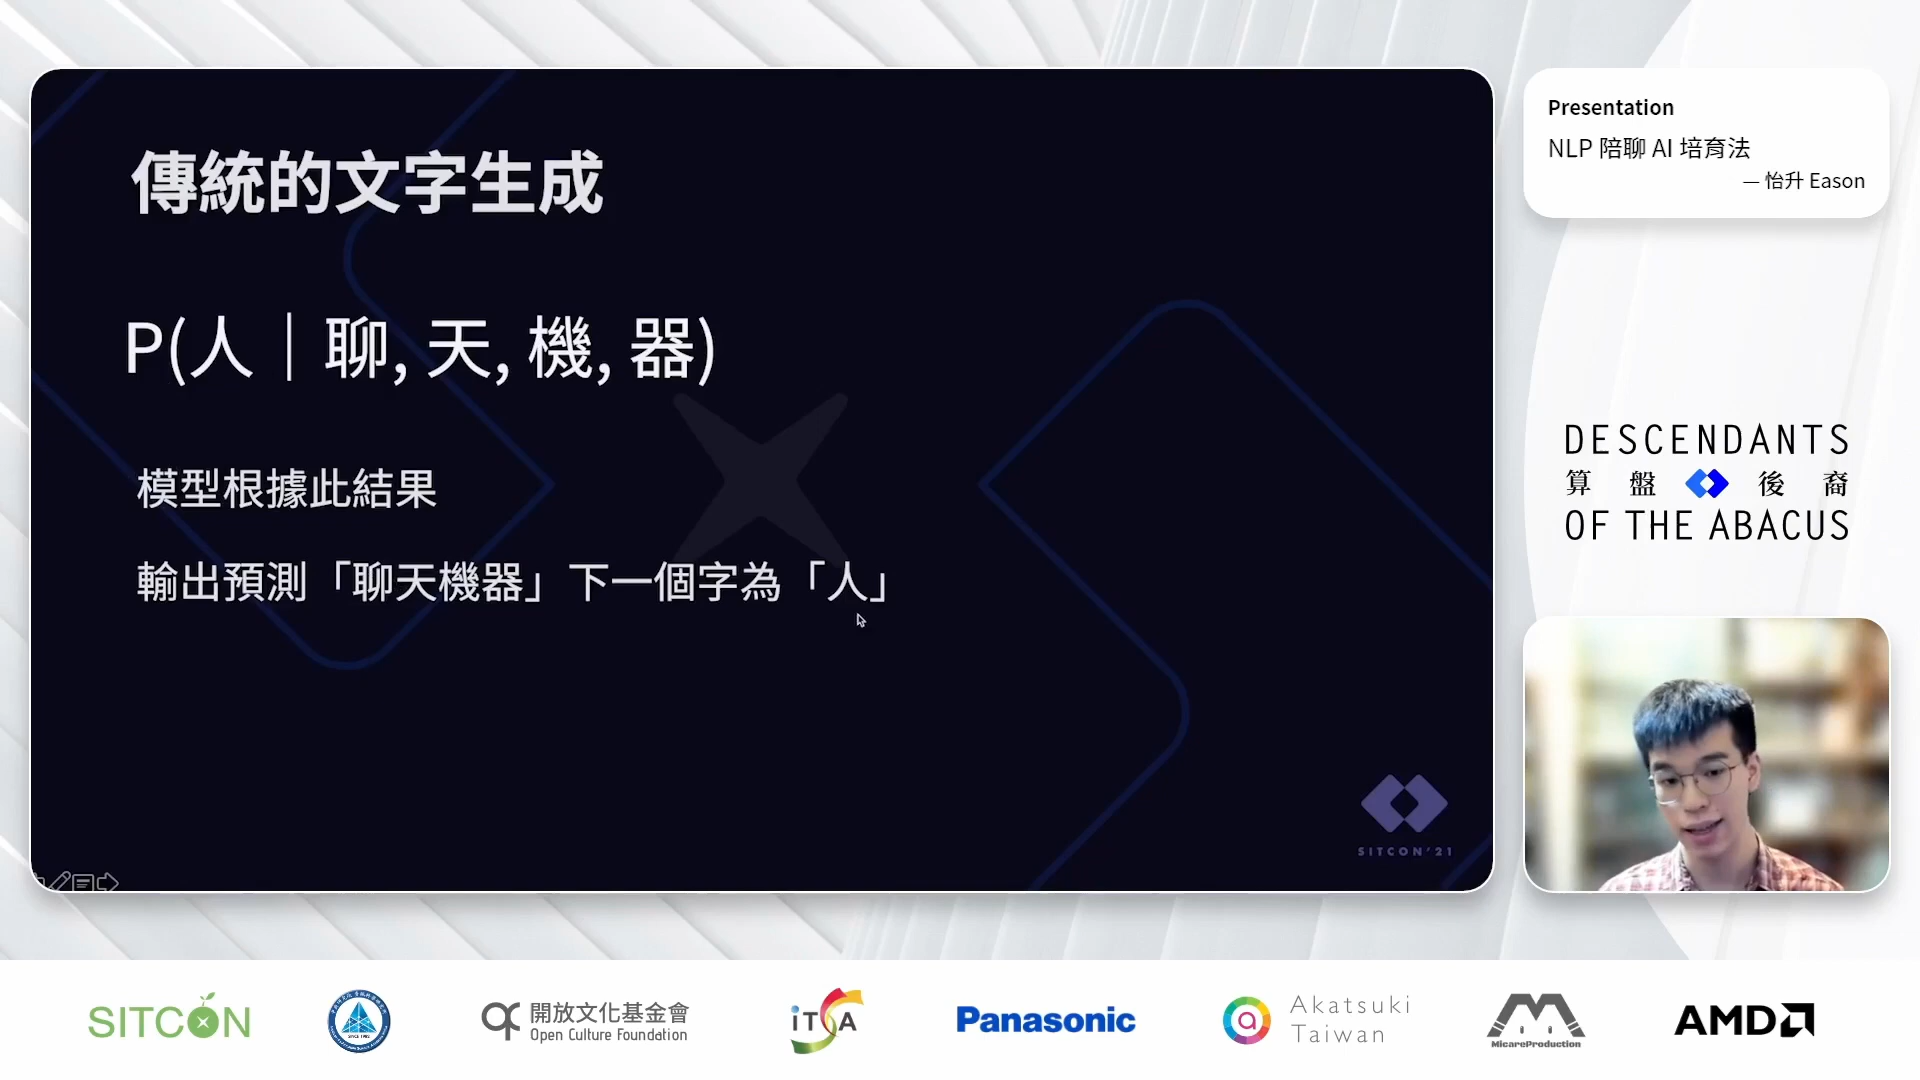 傳統的文字生成
P(人｜聊, 天, 機, 器)
模型根據此結果
輸出預測「聊天機器」下一個字為「人」
SITCON'21
Presentation
NLP 陪聊 AI 培育法
— 怡升 Eason
DESCENDANTS
算盤後裔
OF THE ABACUS
SITCON
開放文化基金會
Open Culture Foundation
iTSA
Panasonic
Akatsuki
Taiwan
MicareProduction
AMD